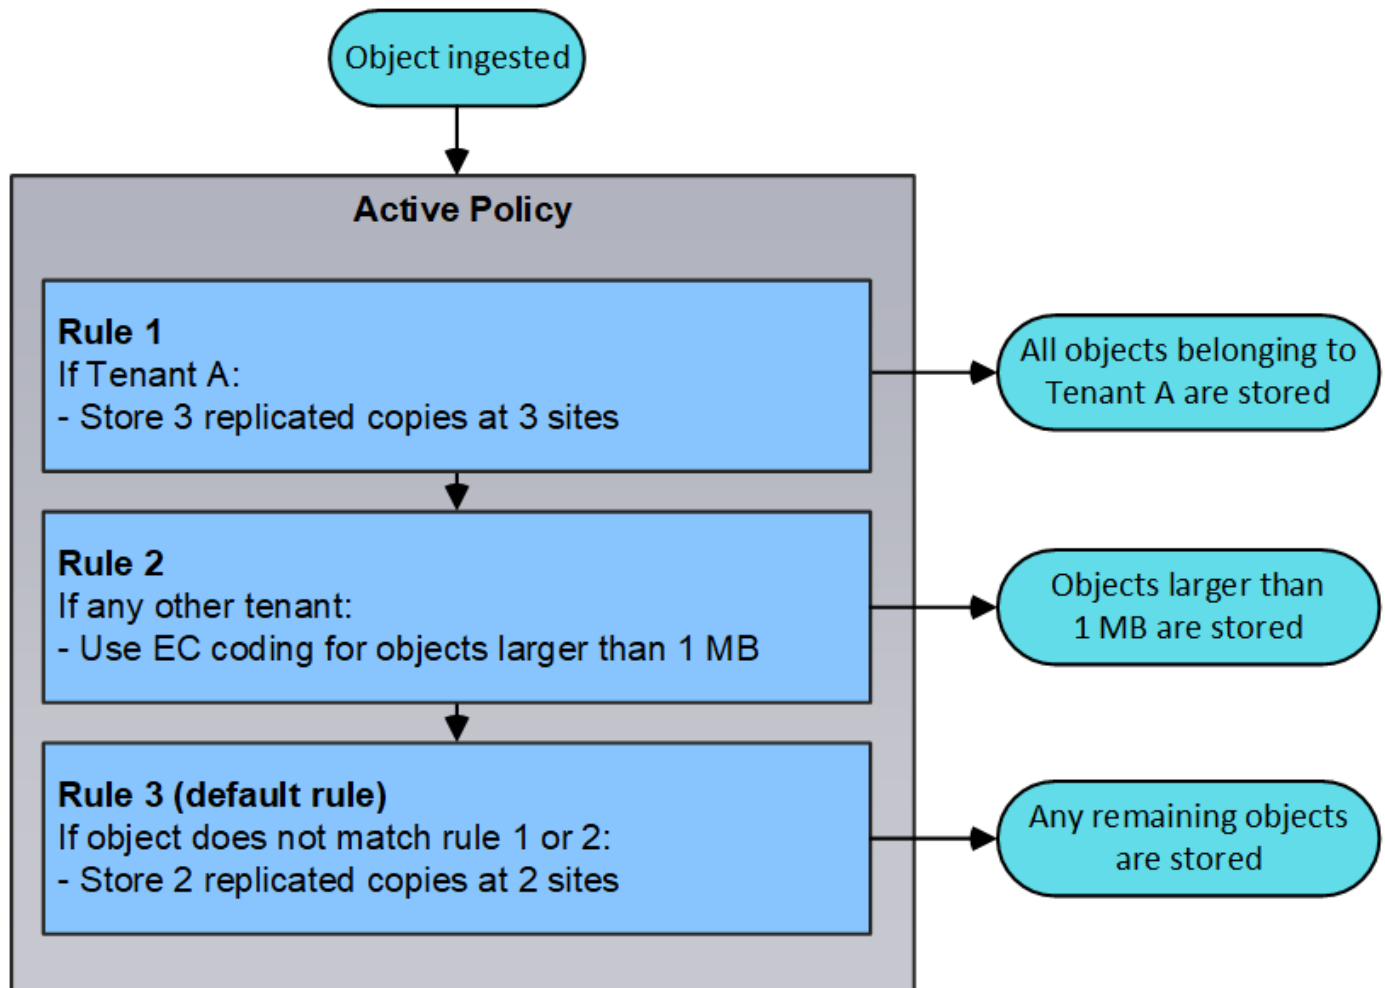 Object ingested
Active Policy
Rule 1
If Tenant A:
- Store 3 replicated copies at 3 sites
All objects belonging to
Tenant A are stored
Rule 2
If any other tenant:
- Use EC coding for objects larger than 1 MB
Objects larger than
1 MB are stored
Rule 3 (default rule)
If object does not match rule 1 or 2:
- Store 2 replicated copies at 2 sites
Any remaining objects
are stored